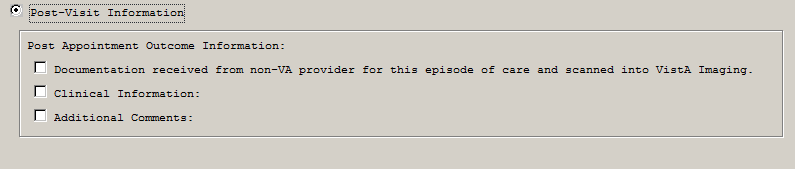 Post-Visit Information
Post Appointment Outcome Information:
Documentation received from non-VA provider for this episode of care and scanned into VistA Imaging.
Clinical Information:
Additional Comments: